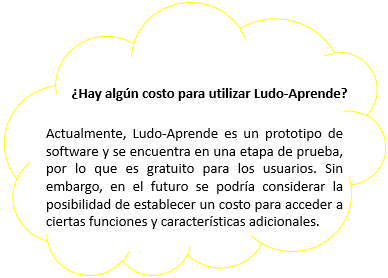 ¿Hay algún costo para utilizar Ludo-Aprende?
Actualmente, Ludo-Aprende es un prototipo de
software y se encuentra en una etapa de prueba,
por lo que es gratuito para los usuarios. Sin
embargo, en el futuro se podría considerar la
posibilidad de establecer un costo para acceder a
ciertas funciones y características adicionales.